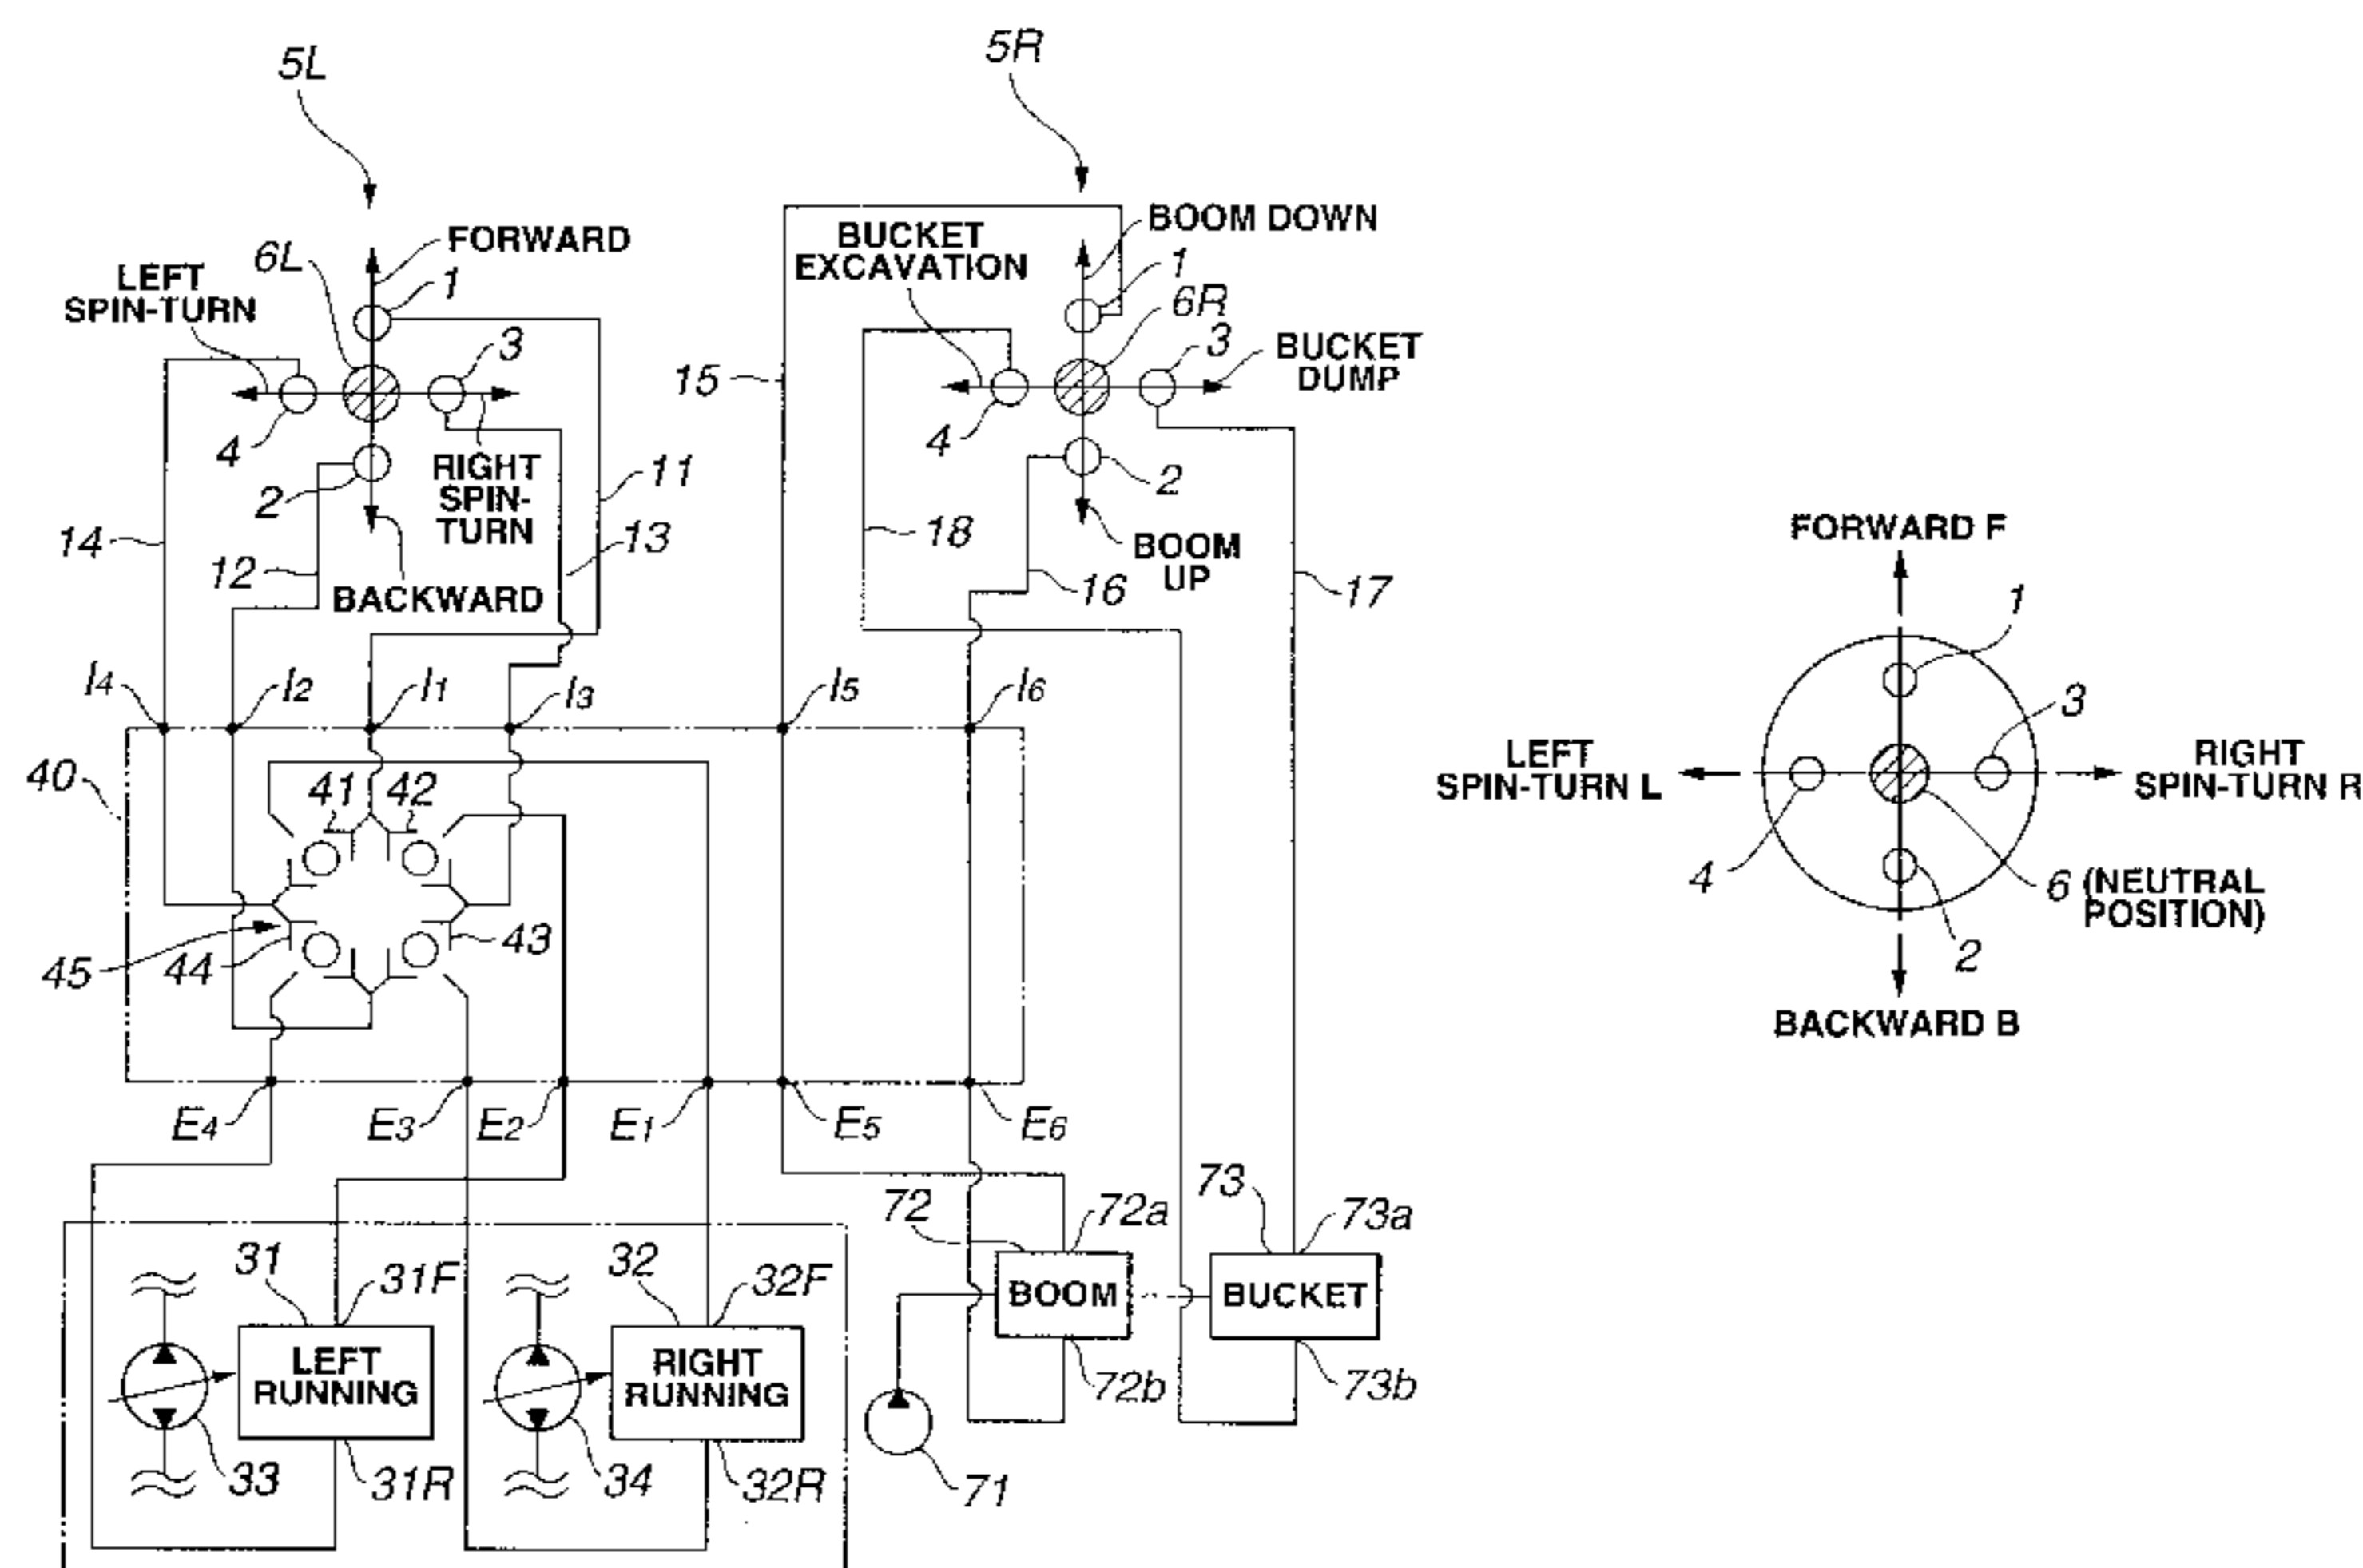 5L
5R
FORWARD
BOOM DOWN
BUCKET
EXCAVATION
6L
1
1
LEFT
SPIN-TURN
6R
3
3
BUCKET
DUMP
15
4
4
RIGHT
SPIN-
TURN
11
2
2
14
12
13
18
BOOM
UP
16
17
BACKWARD
FORWARD F
1
3
I4
I2
I1
I3
I5
I6
40
41
42
LEFT
SPIN-TURN L
RIGHT
SPIN-TURN R
4
6 (NEUTRAL
POSITION)
2
45
44
43
BACKWARD B
E4
E3
E2
E1
E5
E6
72
72a
73
73a
31
31F
32
32F
BOOM
BUCKET
LEFT
RUNNING
RIGHT
RUNNING
72b
73b
33
31R
34
32R
71